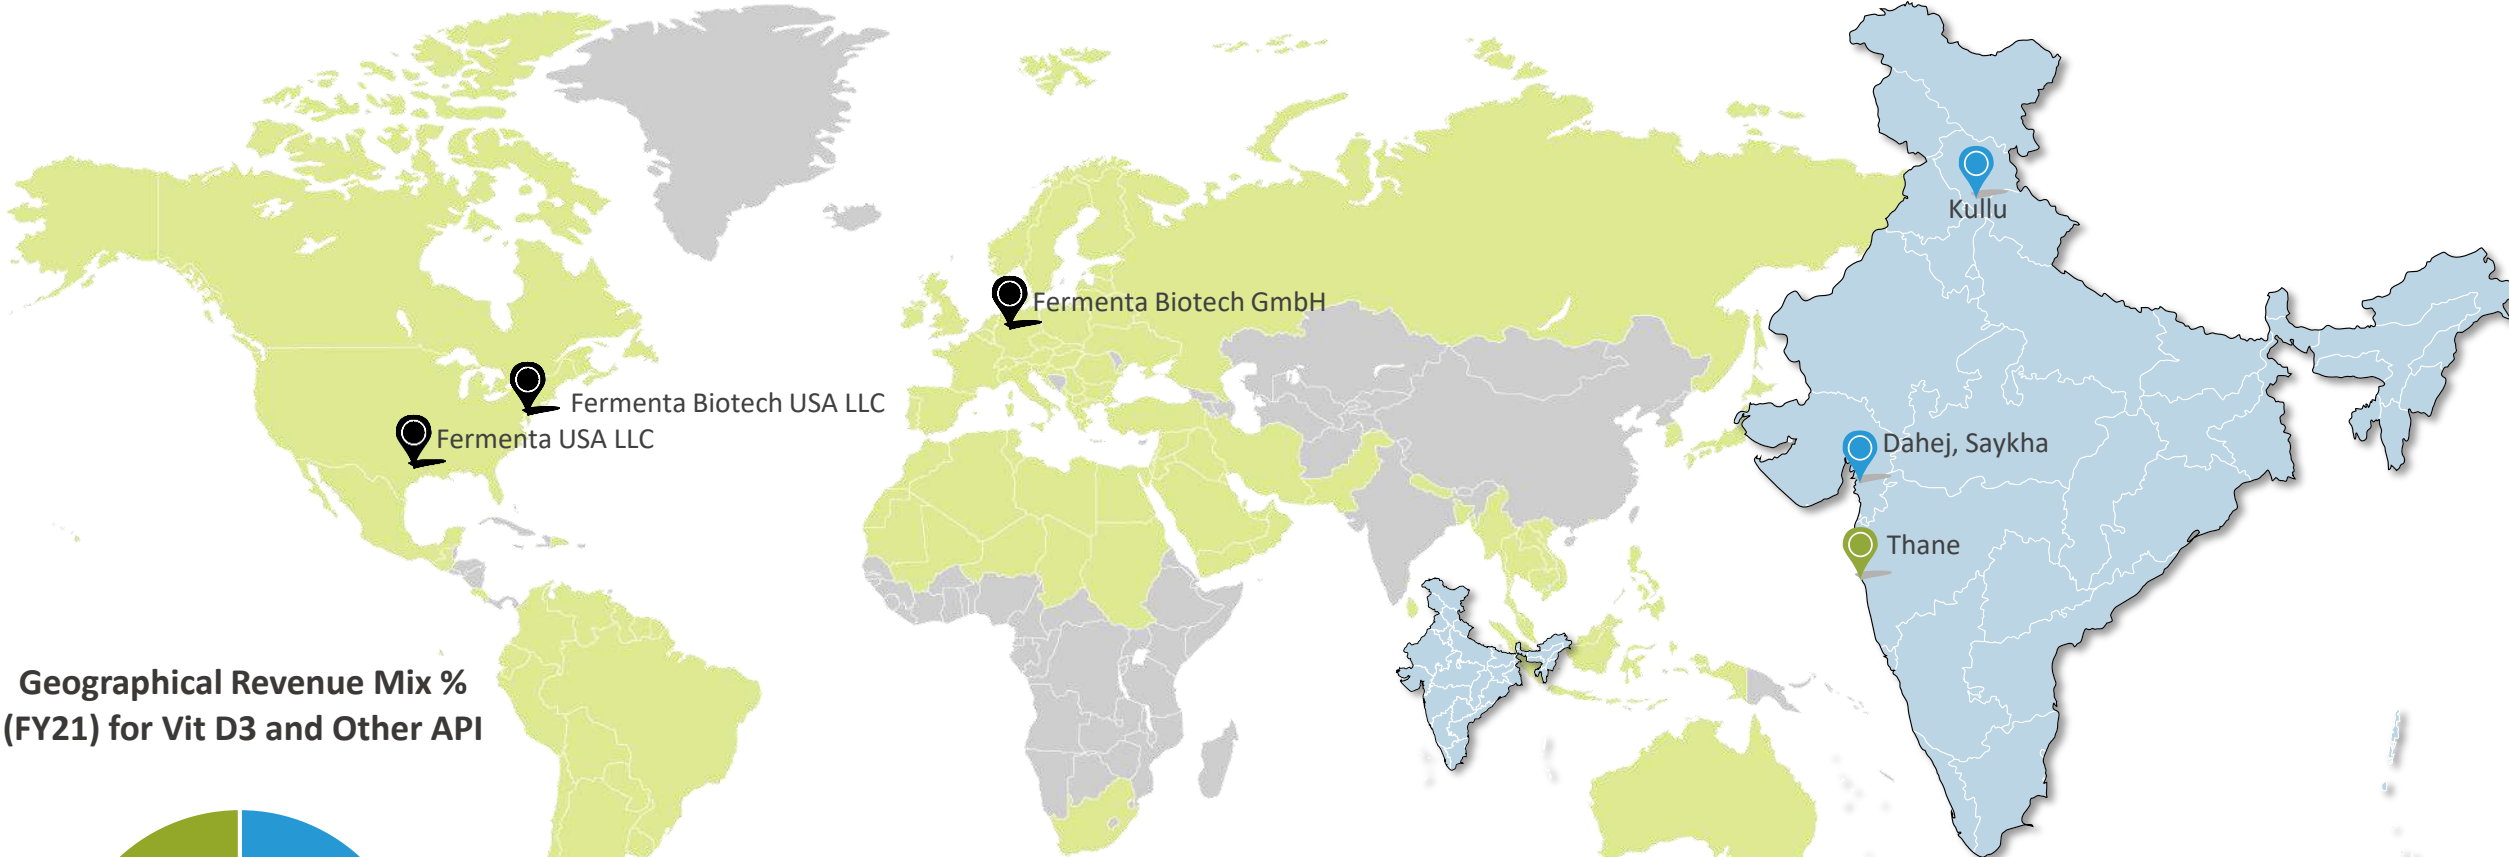 Kullu
Fermenta Biotech GmbH
Fermenta Biotech USA LLC
Fermenta USA LLC
Dahej, Saykha
Thane
Geographical Revenue Mix %
(FY21) for Vit D3 and Other API